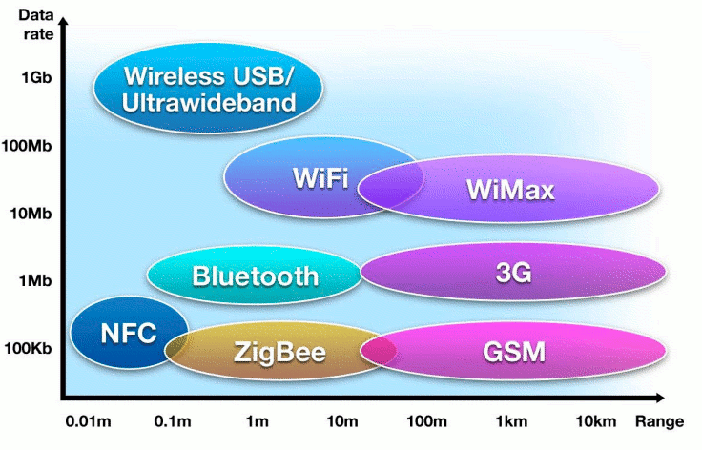 Data
rate
1Gb
Wireless USB/
Ultrawideband
100Mb
WiFi
WiMax
10Mb
Bluetooth
3G
1Mb
NFC
ZigBee
GSM
100Kb
0.01m 0.1m 1m 10m 100m 1km 10km Range